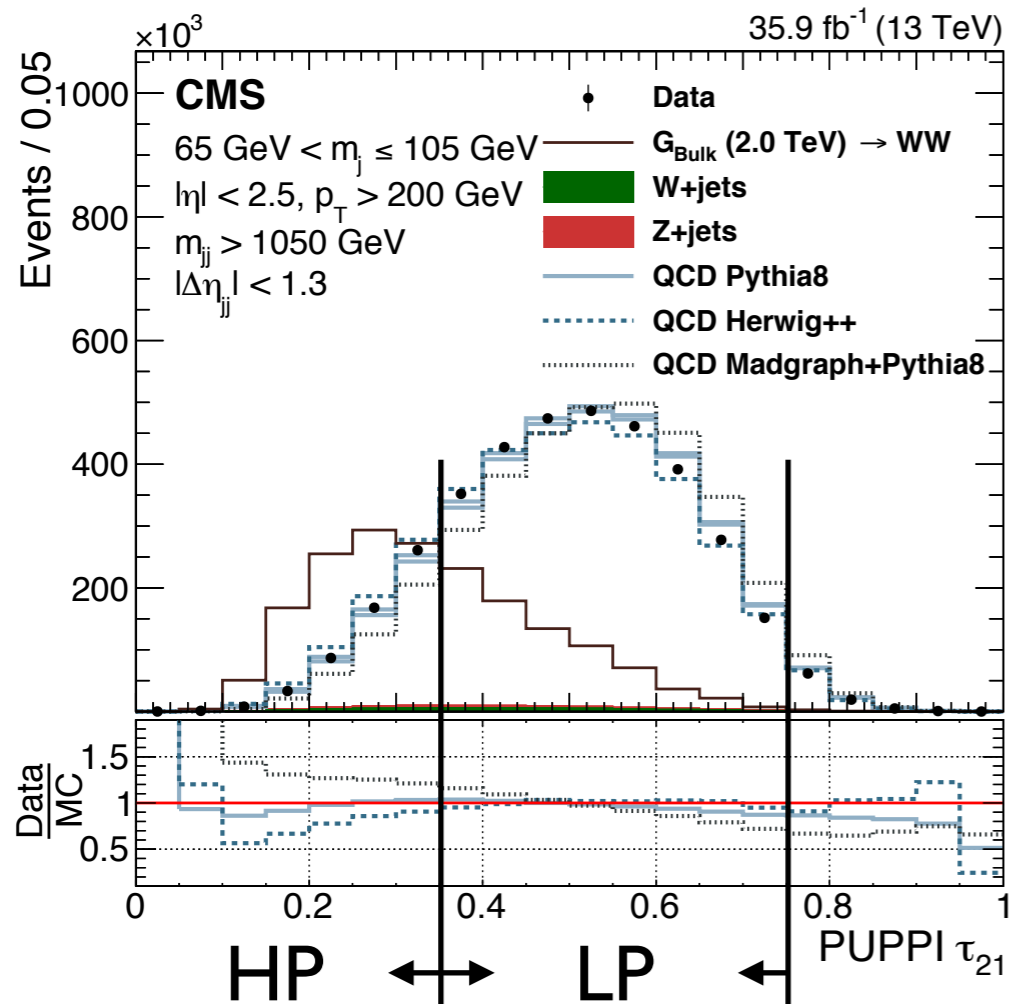 ×10³ 35.9 fb⁻¹ (13 TeV)
Events / 0.05
1000
800
600
400
200
CMS
65 GeV < m_j ≤ 105 GeV
|η| < 2.5, p_T > 200 GeV
m_jj > 1050 GeV
|Δη_jj| < 1.3
Data
G_Bulk (2.0 TeV) → WW
W+jets
Z+jets
QCD Pythia8
QCD Herwig++
QCD Madgraph+Pythia8
Data
MC
1.5
1
0.5
0 0.2 0.4 0.6 0.8 1
PUPPI τ₂₁
HP LP